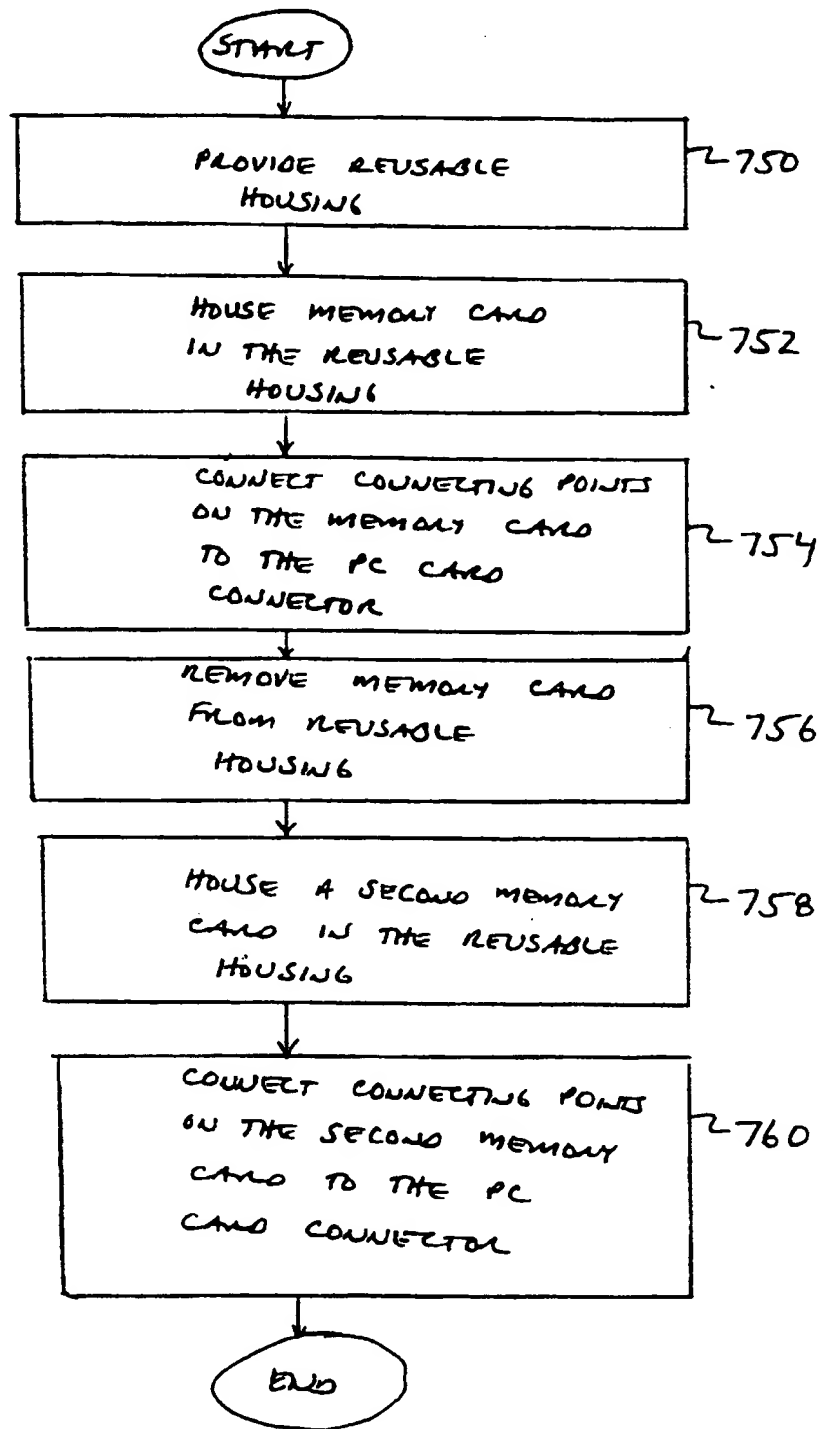 START
PROVIDE REUSABLE
HOUSING
750
HOUSE MEMORY CARD
IN THE REUSABLE
HOUSING
752
CONNECT CONNECTING POINTS
ON THE MEMORY CARD
TO THE PC CARD
CONNECTOR
754
REMOVE MEMORY CARD
FROM REUSABLE
HOUSING
756
HOUSE A SECOND MEMORY
CARD IN THE REUSABLE
HOUSING
758
CONNECT CONNECTING POINTS
ON THE SECOND MEMORY
CARD TO THE PC
CARD CONNECTOR
760
END